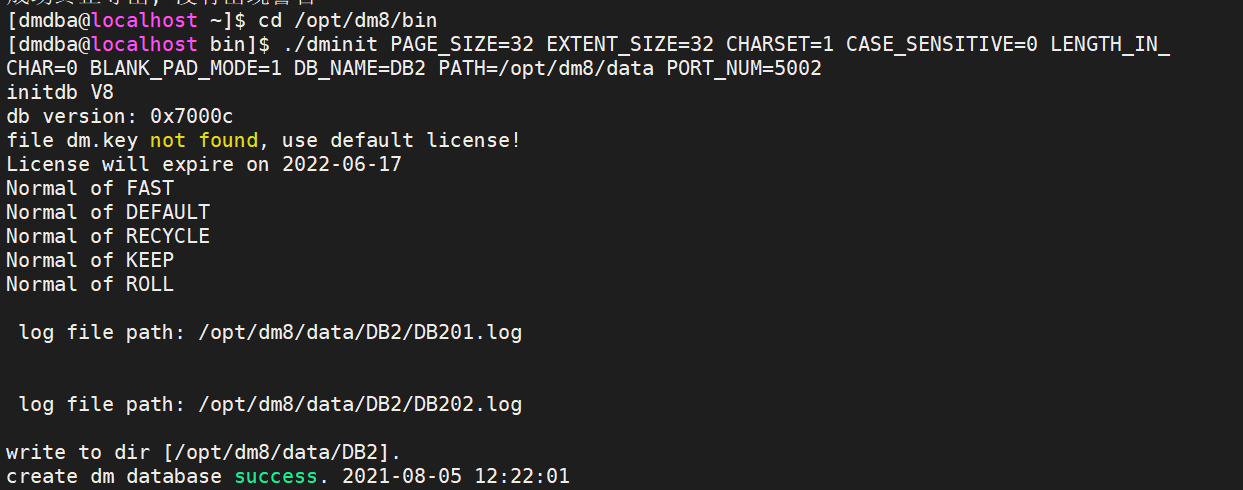 [dmdba@localhost ~]$ cd /opt/dm8/bin
[dmdba@localhost bin]$ ./dminit PAGE_SIZE=32 EXTENT_SIZE=32 CHARSET=1 CASE_SENSITIVE=0 LENGTH_IN_
CHAR=0 BLANK_PAD_MODE=1 DB_NAME=DB2 PATH=/opt/dm8/data PORT_NUM=5002
initdb V8
db version: 0x7000c
file dm.key not found, use default license!
License will expire on 2022-06-17
Normal of FAST
Normal of DEFAULT
Normal of RECYCLE
Normal of KEEP
Normal of ROLL
log file path: /opt/dm8/data/DB2/DB201.log
log file path: /opt/dm8/data/DB2/DB202.log
write to dir [/opt/dm8/data/DB2].
create dm database success. 2021-08-05 12:22:01